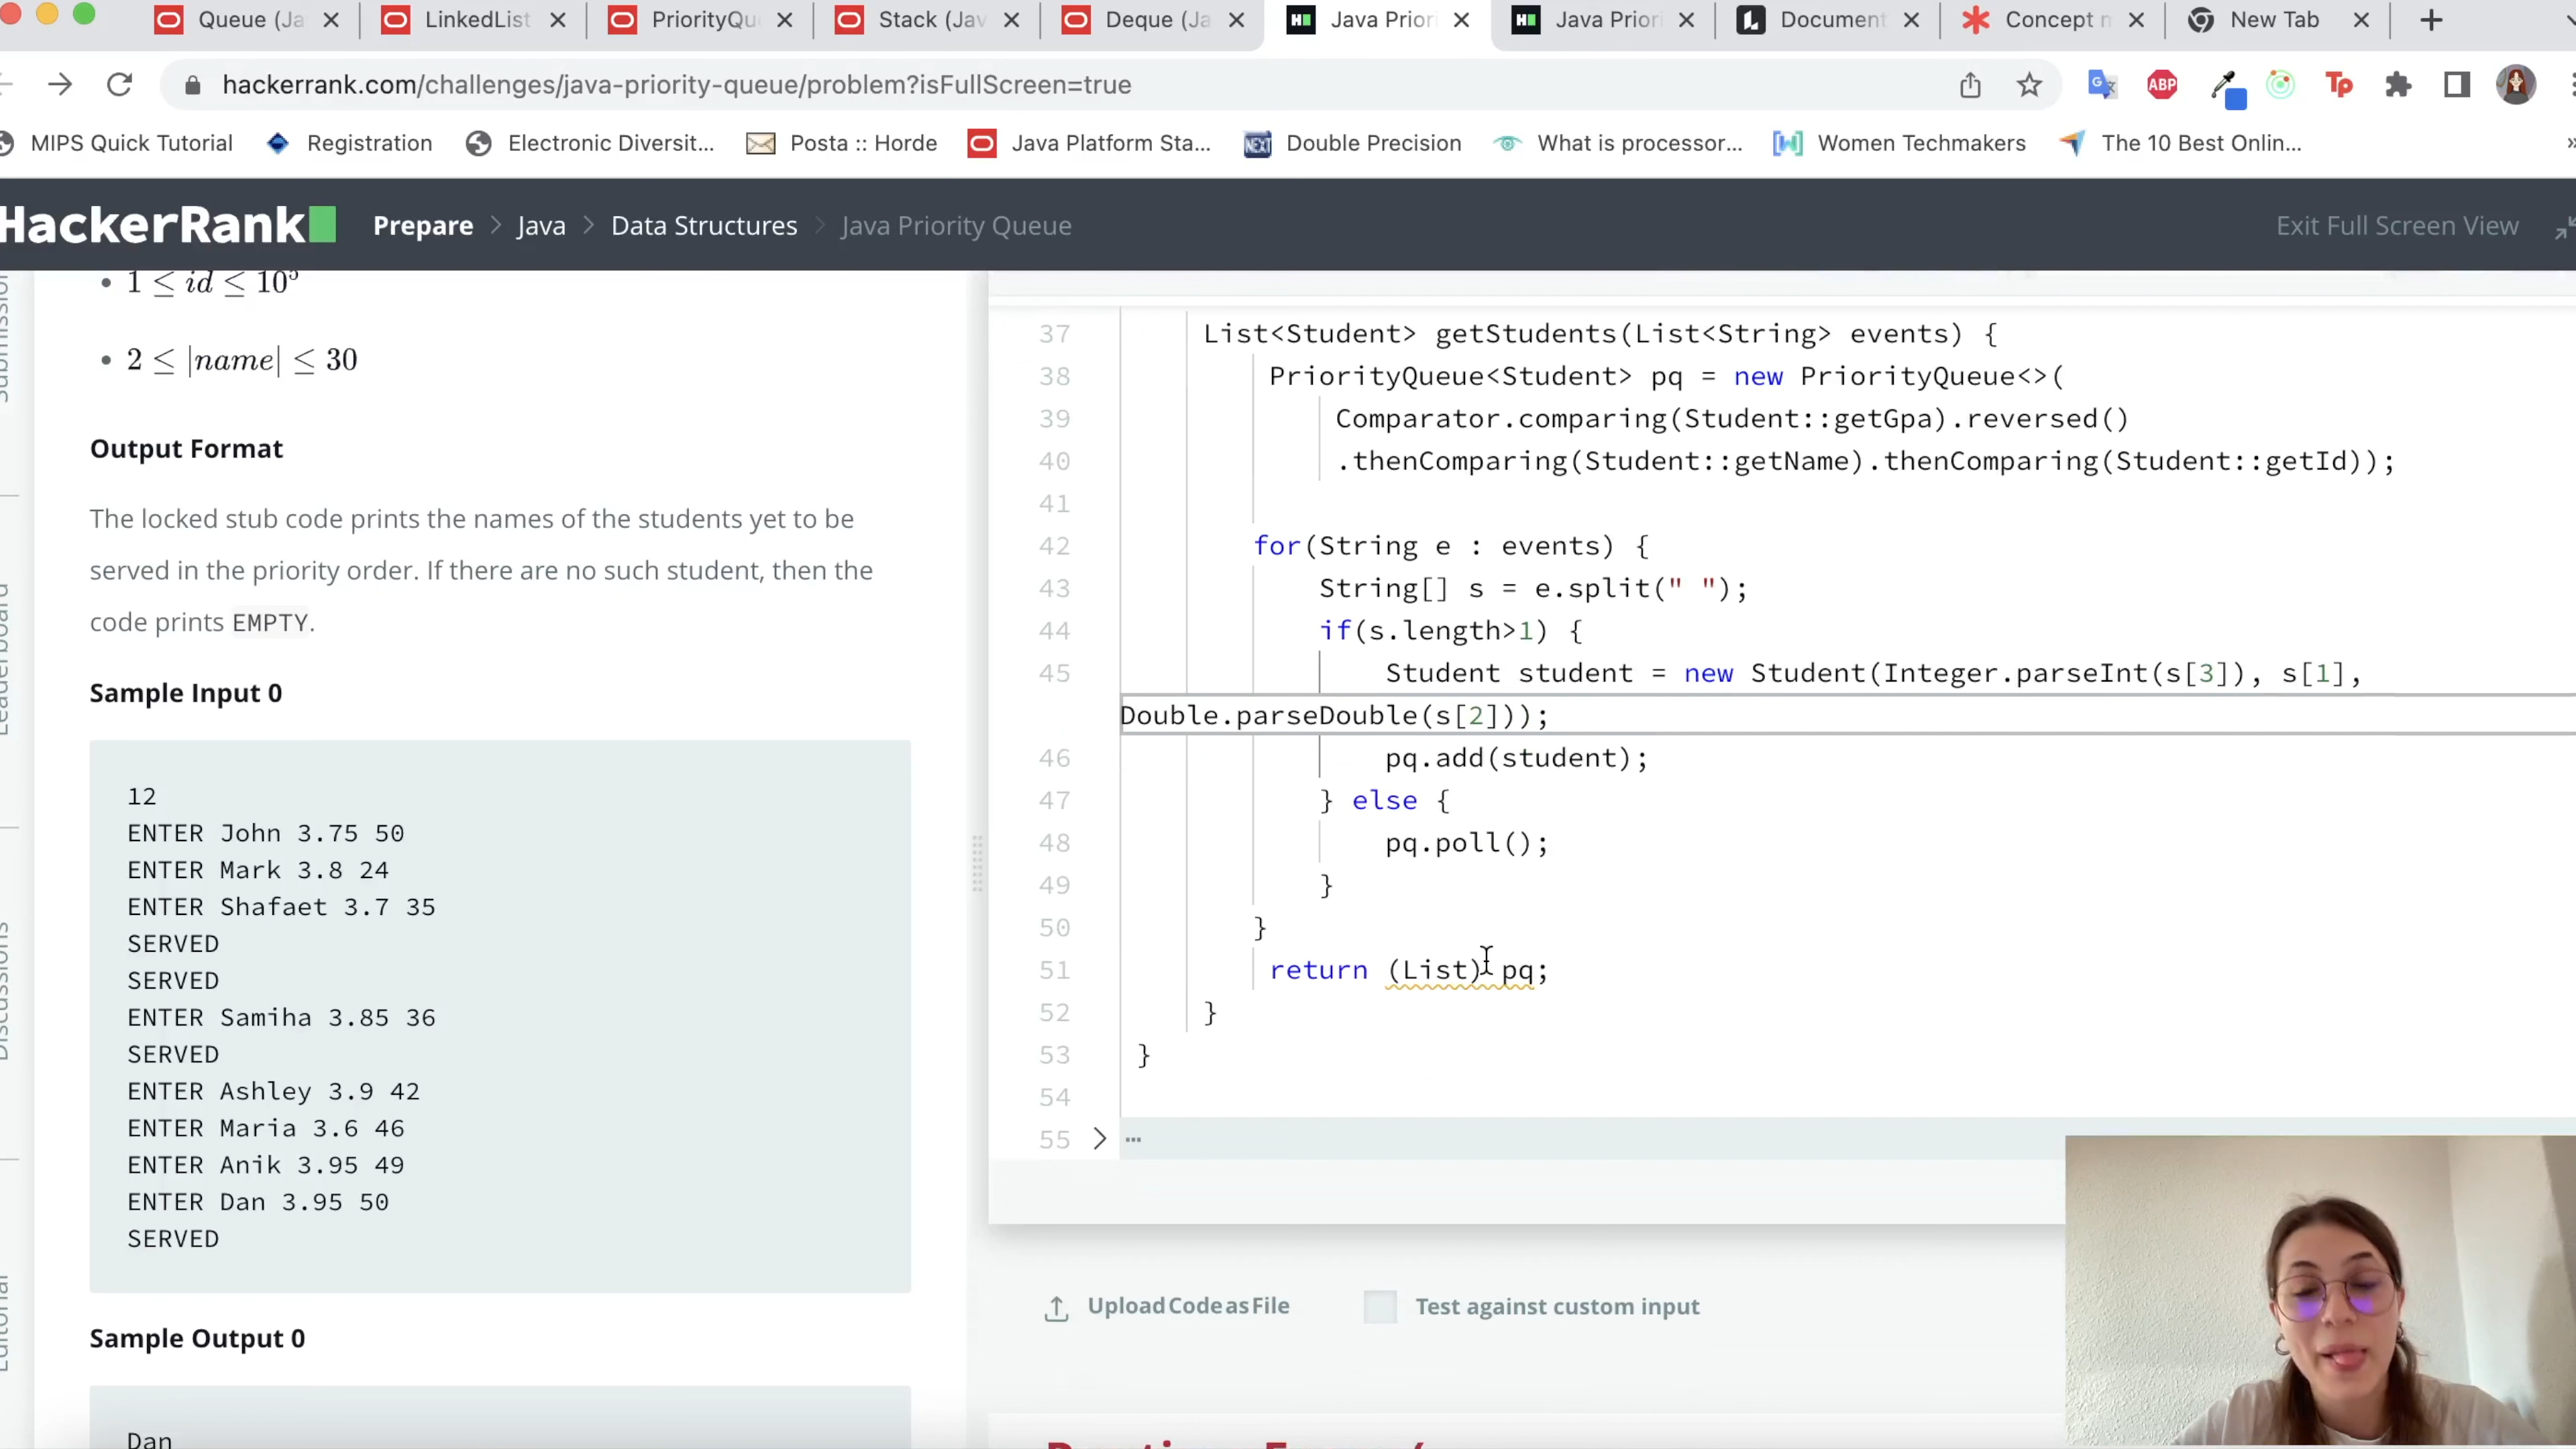 Queue (Ja
LinkedList
PriorityQu
Stack (Jav
Deque (Ja
Java Prior
Java Prior
Document
Concept m
New Tab
hackerrank.com/challenges/java-priority-queue/problem?isFullScreen=true
ABP
Tp
MIPS Quick Tutorial
Registration
Electronic Diversit...
Posta :: Horde
Java Platform Sta...
NEXT
Double Precision
What is processor...
Women Techmakers
The 10 Best Onlin...
HackerRank
Prepare > Java > Data Structures > Java Priority Queue
Exit Full Screen View
Leaderboard
Discussions
Editorial
• 1 ≤ id ≤ 10⁵
• 2 ≤ |name| ≤ 30
Output Format
The locked stub code prints the names of the students yet to be
served in the priority order. If there are no such student, then the
code prints EMPTY.
Sample Input 0
12
ENTER John 3.75 50
ENTER Mark 3.8 24
ENTER Shafaet 3.7 35
SERVED
SERVED
ENTER Samiha 3.85 36
SERVED
ENTER Ashley 3.9 42
ENTER Maria 3.6 46
ENTER Anik 3.95 49
ENTER Dan 3.95 50
SERVED
Sample Output 0
Dan
37 List<Student> getStudents(List<String> events) {
38 PriorityQueue<Student> pq = new PriorityQueue<>(
39 Comparator.comparing(Student::getGpa).reversed()
40 .thenComparing(Student::getName).thenComparing(Student::getId));
41
42 for(String e : events) {
43 String[] s = e.split(" ");
44 if(s.length>1) {
45 Student student = new Student(Integer.parseInt(s[3]), s[1],
Double.parseDouble(s[2]));
46 pq.add(student);
47 } else {
48 pq.poll();
49 }
50 }
51 return (List) pq;
52 }
53 }
54
55 > ...
Upload Code as File
Test against custom input